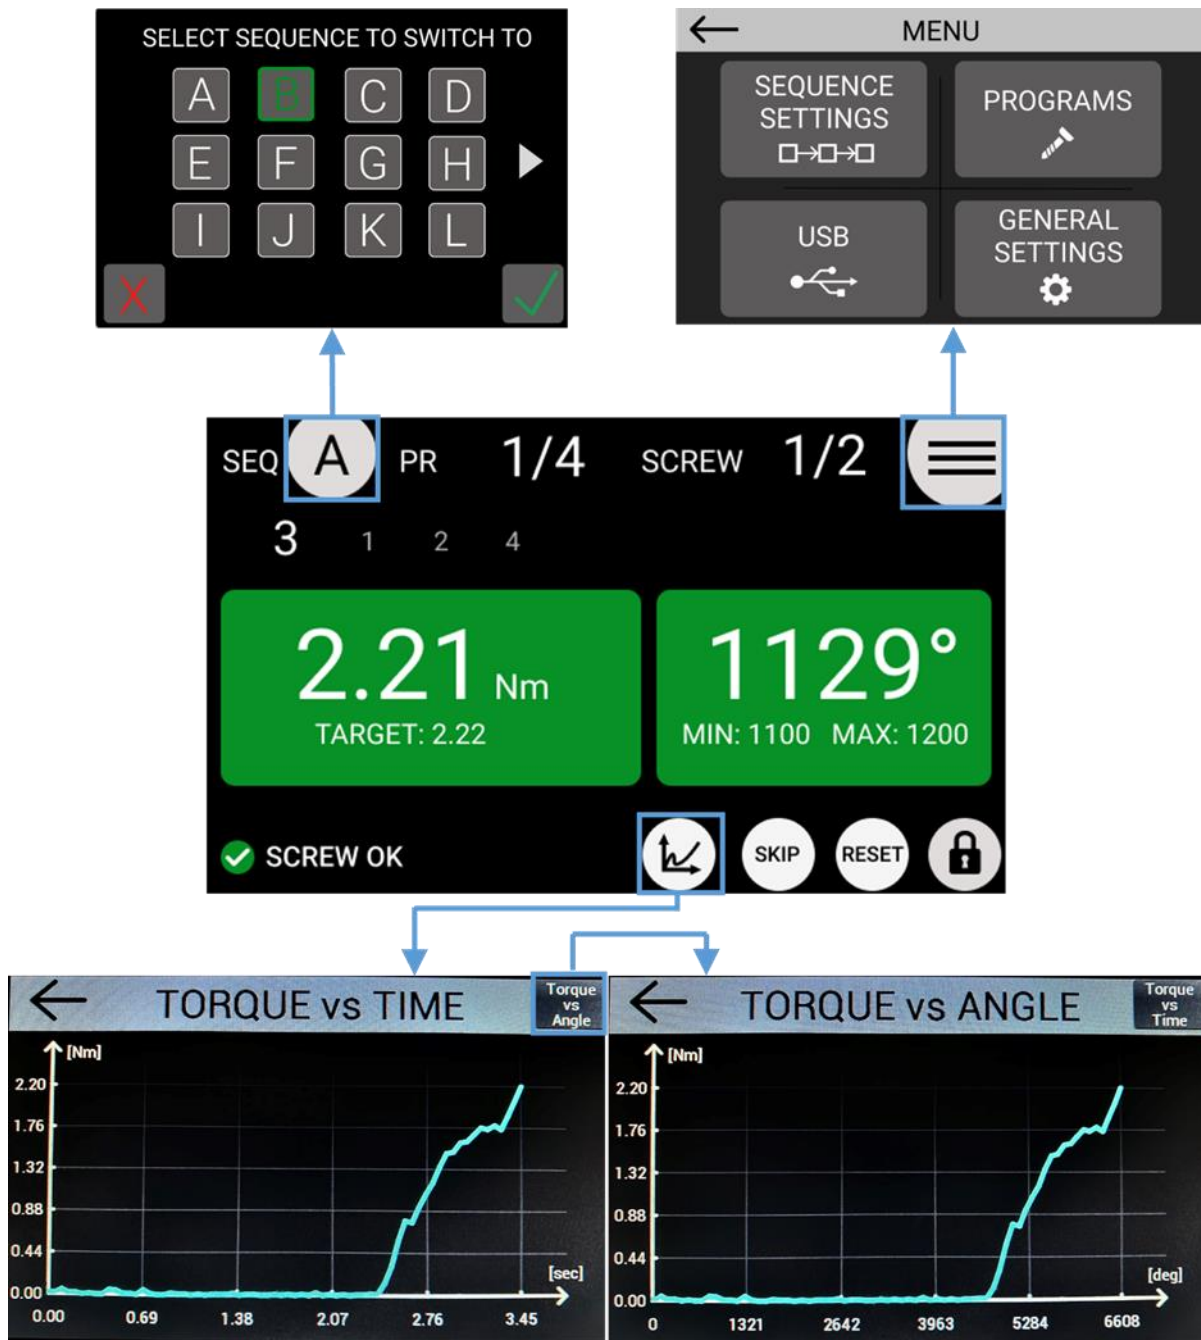 SELECT SEQUENCE TO SWITCH TO
A B C D
E F G H
I J K L
X
MENU
SEQUENCE
SETTINGS
PROGRAMS
USB
GENERAL
SETTINGS
SEQ A PR 1/4 SCREW 1/2
3 1 2 4
2.21 Nm
TARGET: 2.22
1129°
MIN: 1100 MAX: 1200
SCREW OK
SKIP
RESET
TORQUE vs TIME
Torque
vs
Angle
[Nm]
2.20
1.76
1.32
0.88
0.44
0.00
[sec]
0.00 0.69 1.38 2.07 2.76 3.45
TORQUE vs ANGLE
Torque
vs
Time
[Nm]
2.20
1.76
1.32
0.88
0.44
0.00
[deg]
0 1321 2642 3963 5284 6608